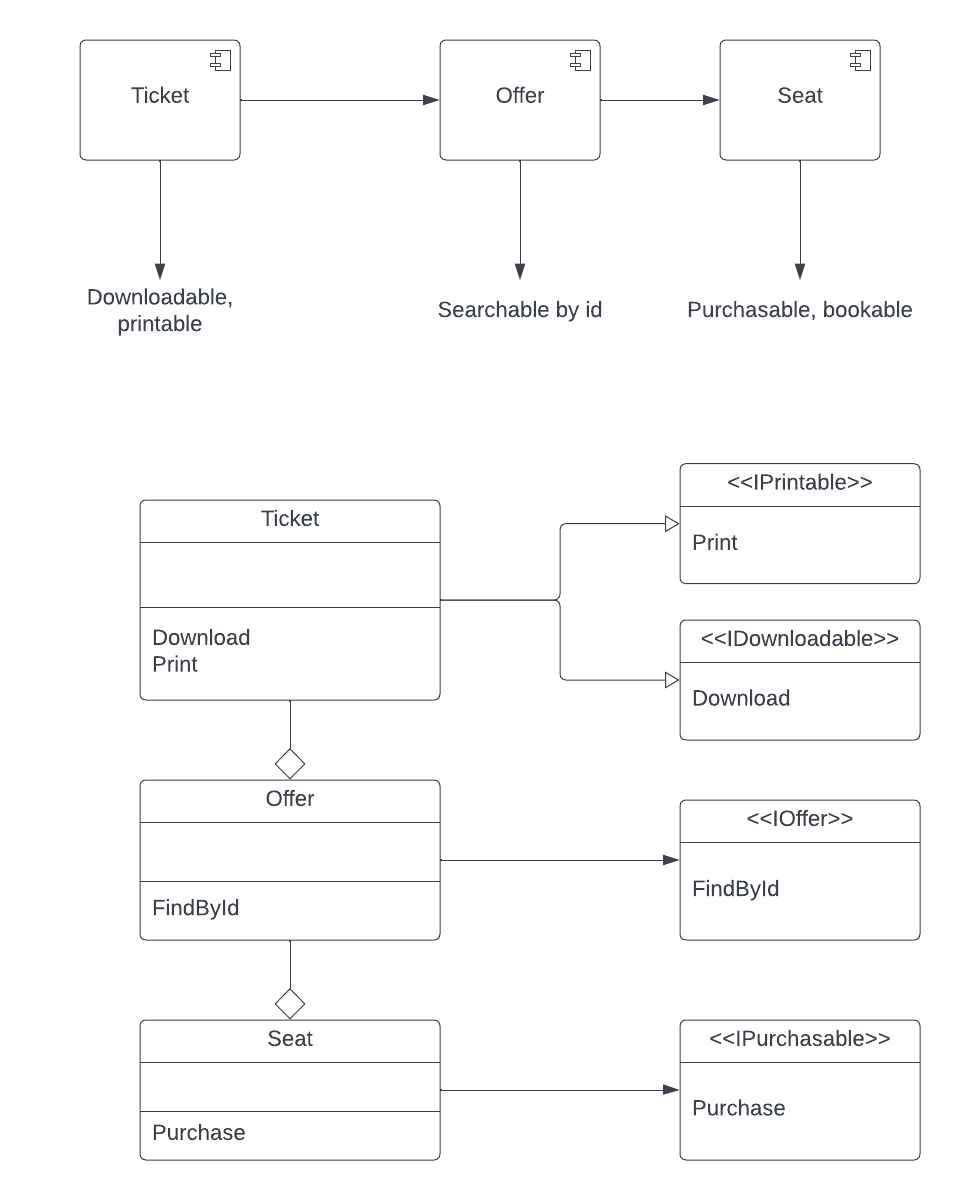 Ticket
Offer
Seat
Downloadable,
printable
Searchable by id
Purchasable, bookable
<<IPrintable>>
Print
Ticket
Download
Print
<<IDownloadable>>
Download
Offer
FindById
<<IOffer>>
FindById
Seat
Purchase
<<IPurchasable>>
Purchase